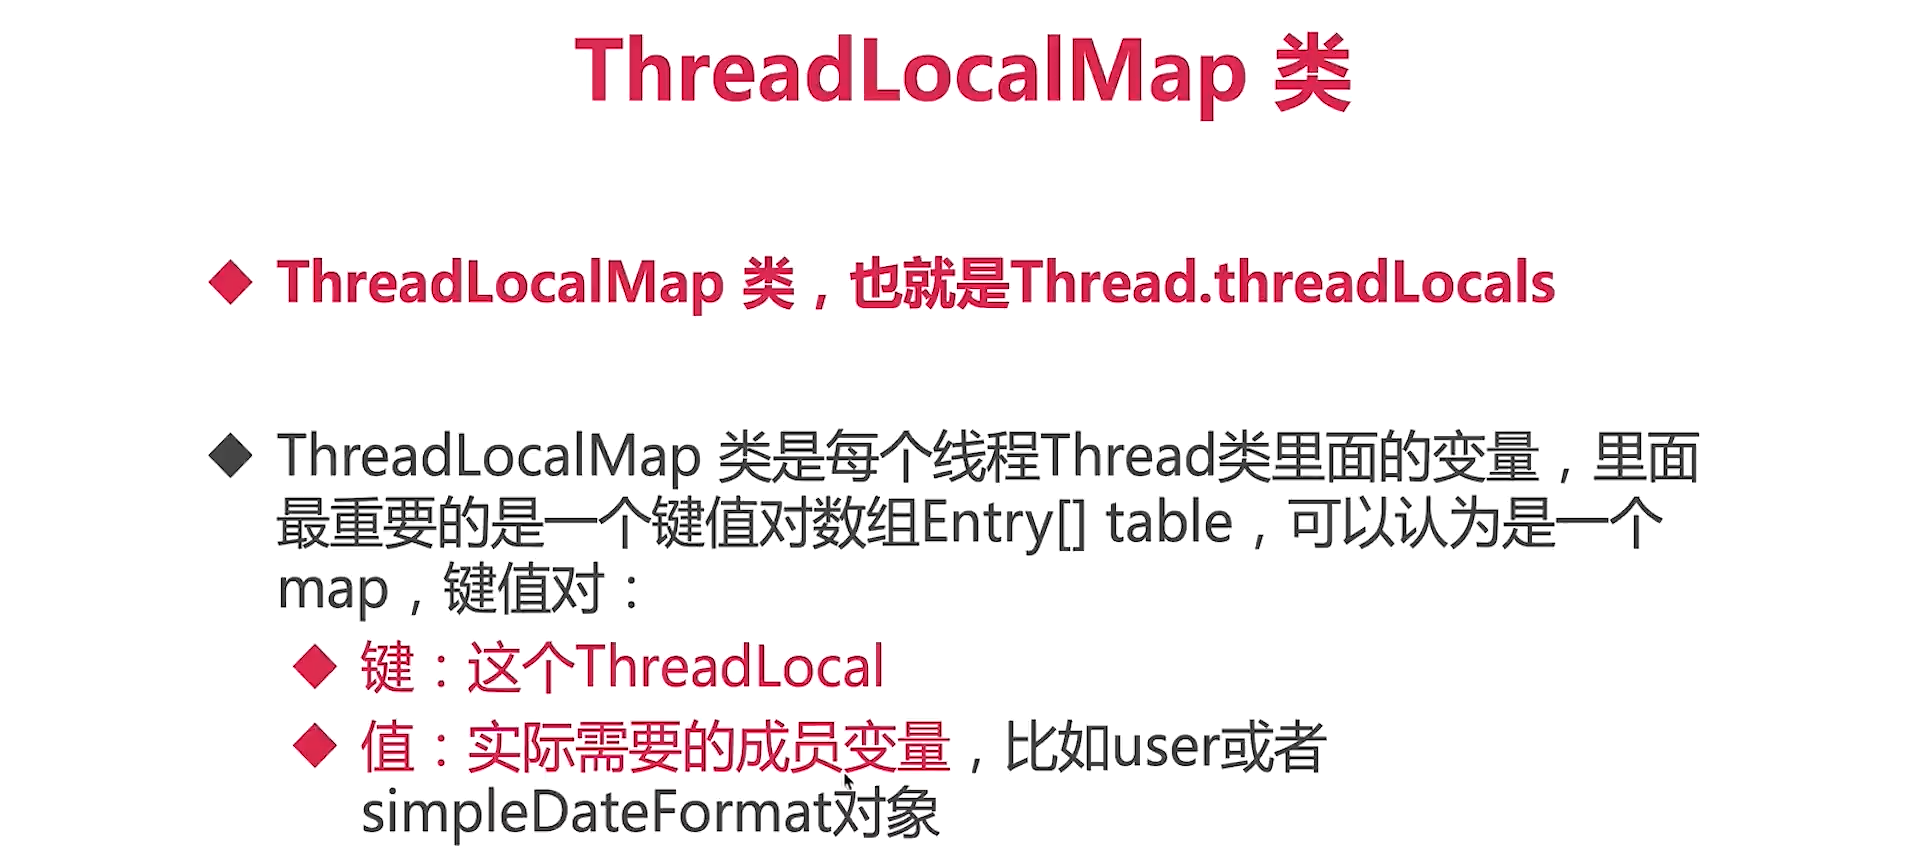 ThreadLocalMap 类
ThreadLocalMap 类，也就是Thread.threadLocals
ThreadLocalMap 类是每个线程Thread类里面的变量，里面
最重要的是一个键值对数组Entry[] table，可以认为是一个
map，键值对：
键：这个ThreadLocal
值：实际需要的成员变量，比如user或者
simpleDateFormat对象